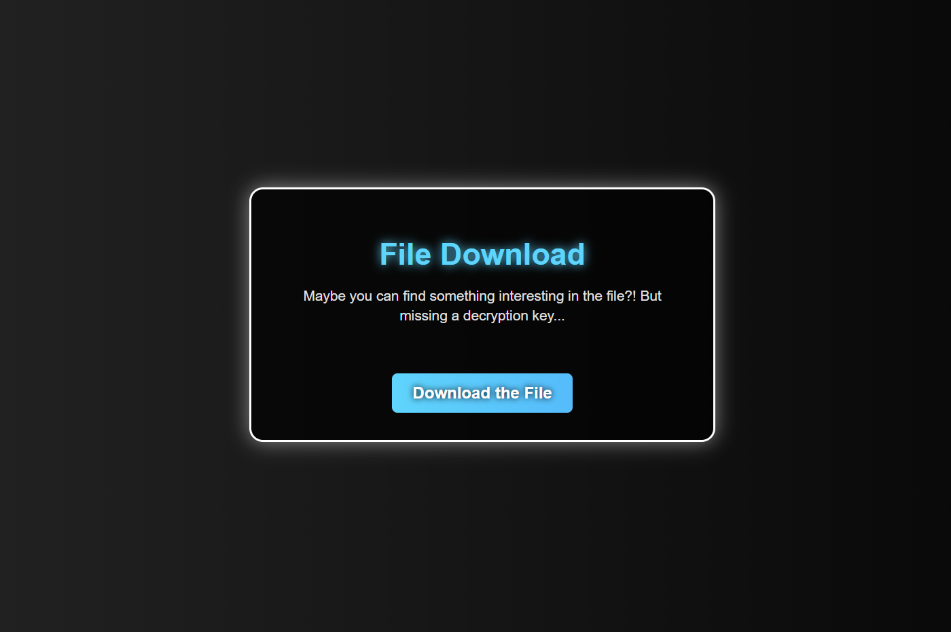 File Download
Maybe you can find something interesting in the file?! But
missing a decryption key...
Download the File